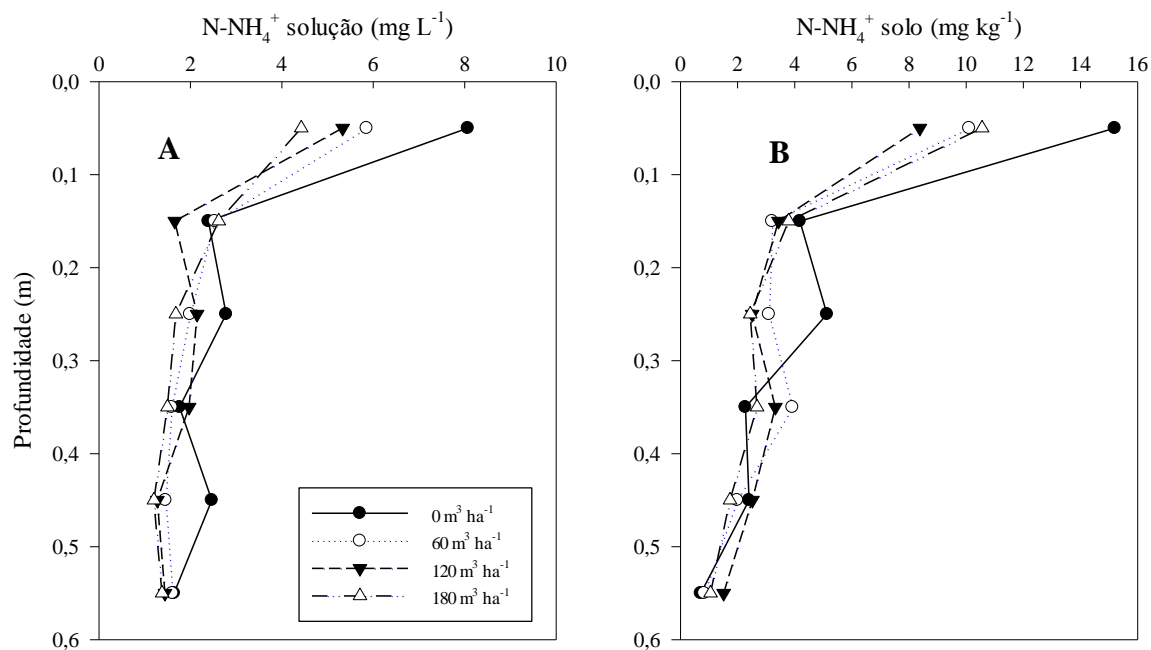 N-NH₄⁺ solução (mg L⁻¹)
0 2 4 6 8 10
Profundidade (m)
0,0
0,1
0,2
0,3
0,4
0,5
0,6
A
0 m³ ha⁻¹
60 m³ ha⁻¹
120 m³ ha⁻¹
180 m³ ha⁻¹
N-NH₄⁺ solo (mg kg⁻¹)
0 2 4 6 8 10 12 14 16
0,0
0,1
0,2
0,3
0,4
0,5
0,6
B